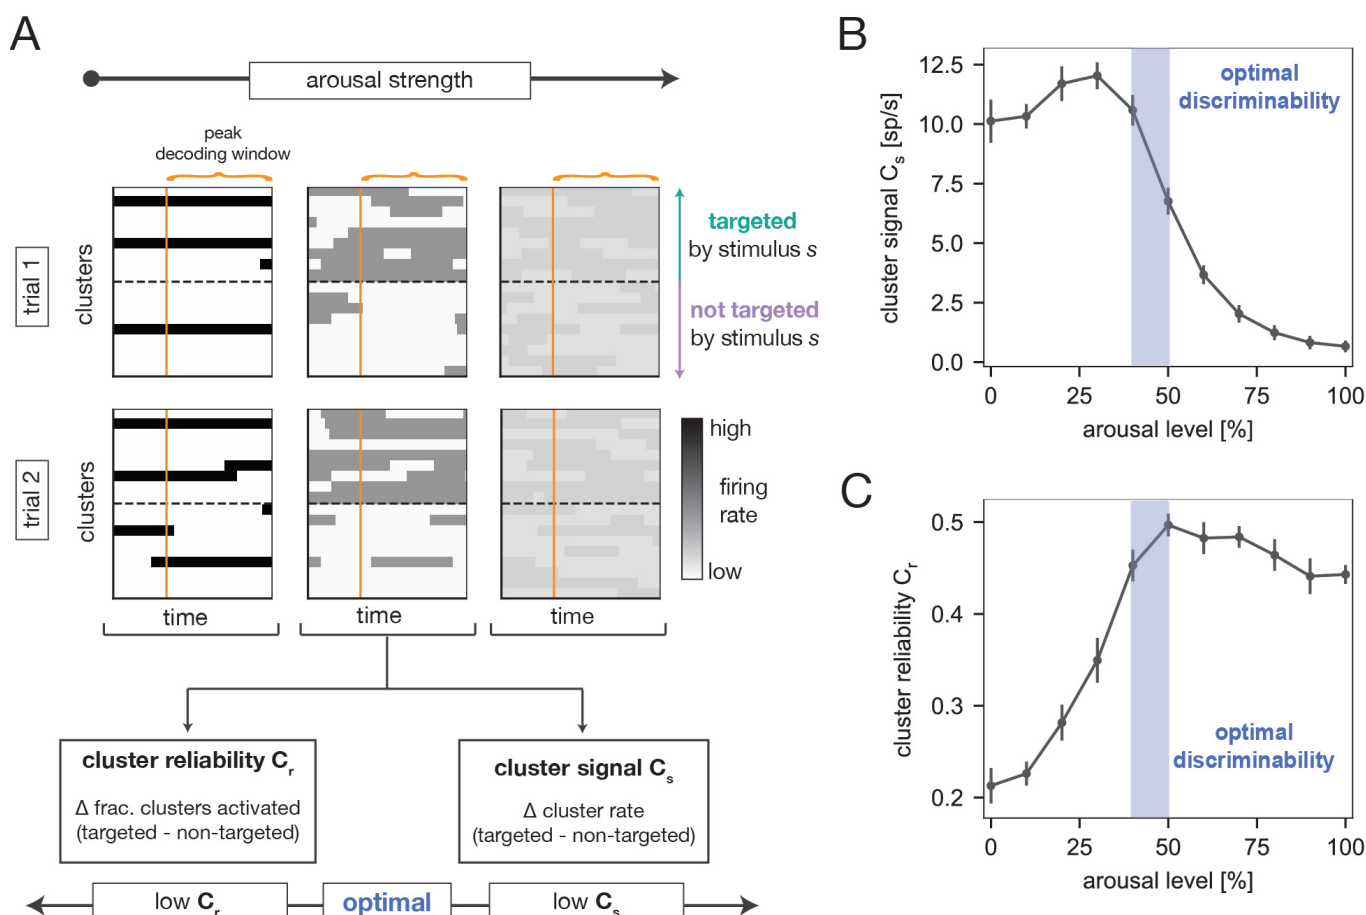 A
arousal strength
peak
decoding window
trial 1
clusters
targeted
by stimulus s
not targeted
by stimulus s
trial 2
clusters
high
firing
rate
low
time
time
time
cluster reliability Cr
Δ frac. clusters activated
(targeted - non-targeted)
cluster signal Cs
Δ cluster rate
(targeted - non-targeted)
low Cr
optimal
low Cs
B
cluster signal Cs [sp/s]
12.5
10.0
7.5
5.0
2.5
0.0
optimal
discriminability
0 25 50 75 100
arousal level [%]
C
cluster reliability Cr
0.5
0.4
0.3
0.2
optimal
discriminability
0 25 50 75 100
arousal level [%]